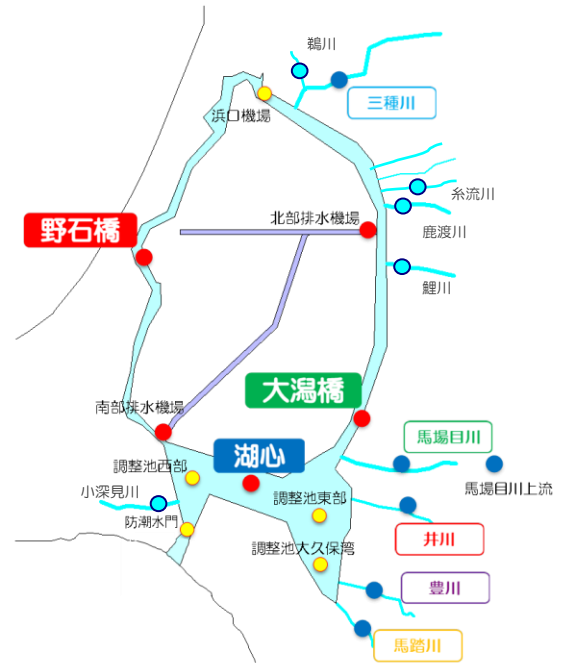 鵜川
三種川
浜口機場
糸流川
北部排水機場
野石橋
鹿渡川
鯉川
大潟橋
南部排水機場
馬場目川
湖心
調整池西部
馬場目川上流
小深見川
調整池東部
防潮水門
井川
調整池大久保湾
豊川
馬踏川